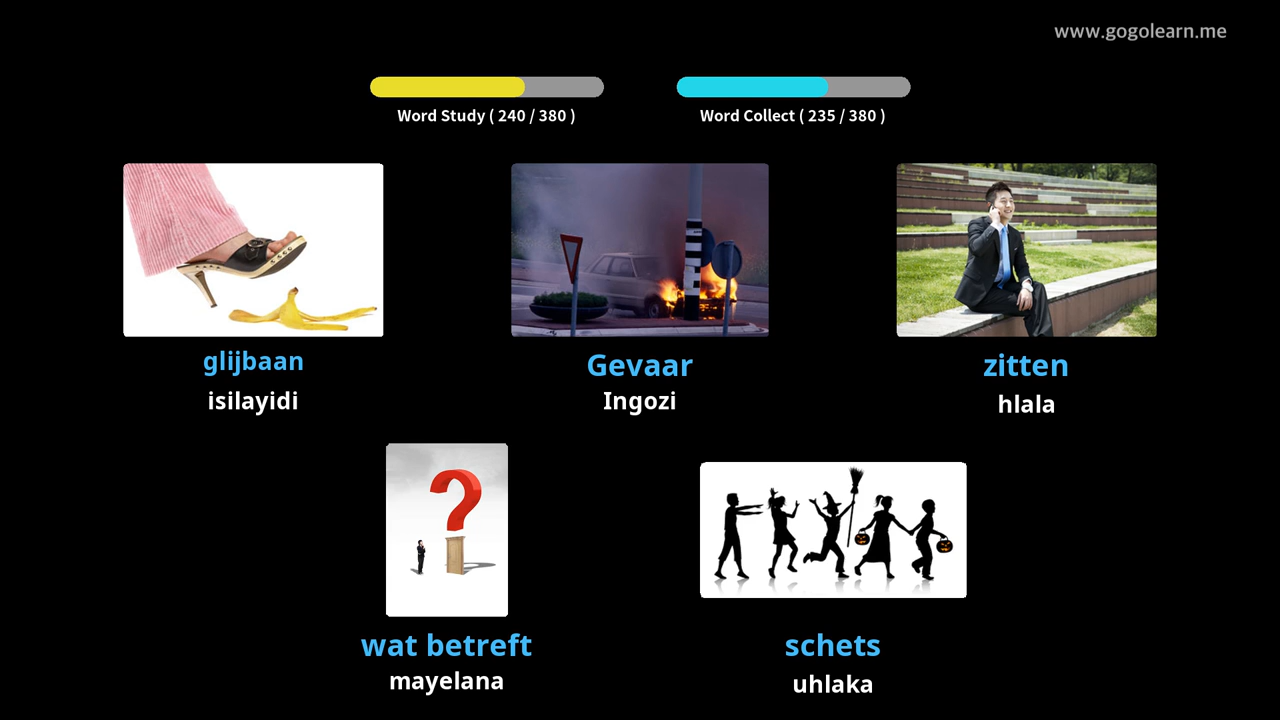 www.gogolearn.me
Word Study ( 240 / 380 )
Word Collect ( 235 / 380 )
glijbaan
isilayidi
Gevaar
Ingozi
zitten
hlala
wat betreft
mayelana
schets
uhlaka